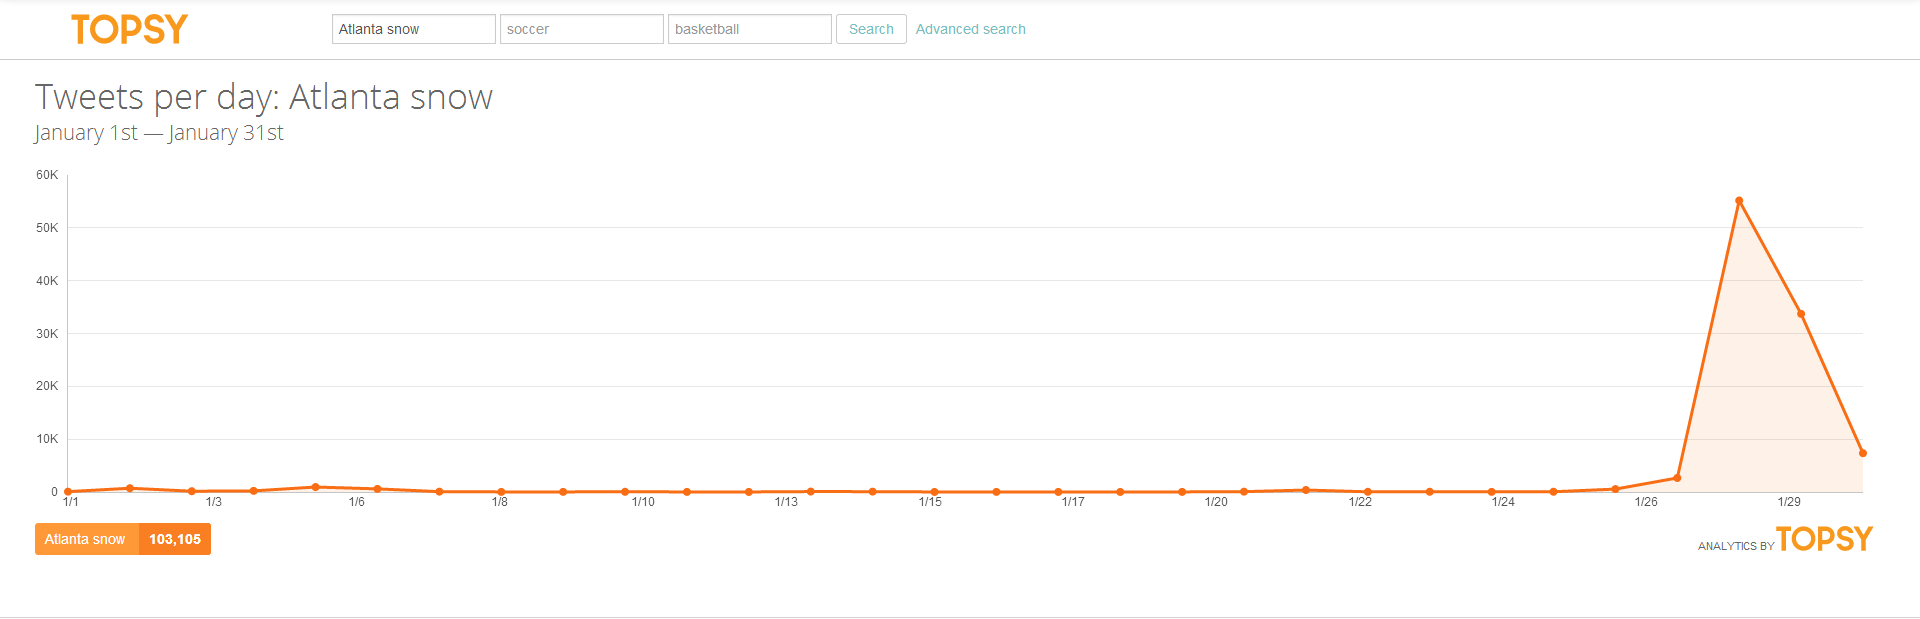 TOPSY
Atlanta snow soccer basketball Search Advanced search
Tweets per day: Atlanta snow
January 1st — January 31st
60K
50K
40K
30K
20K
10K
0
1/1 1/3 1/6 1/8 1/10 1/13 1/15 1/17 1/20 1/22 1/24 1/26 1/29
Atlanta snow 103,105
ANALYTICS BY TOPSY